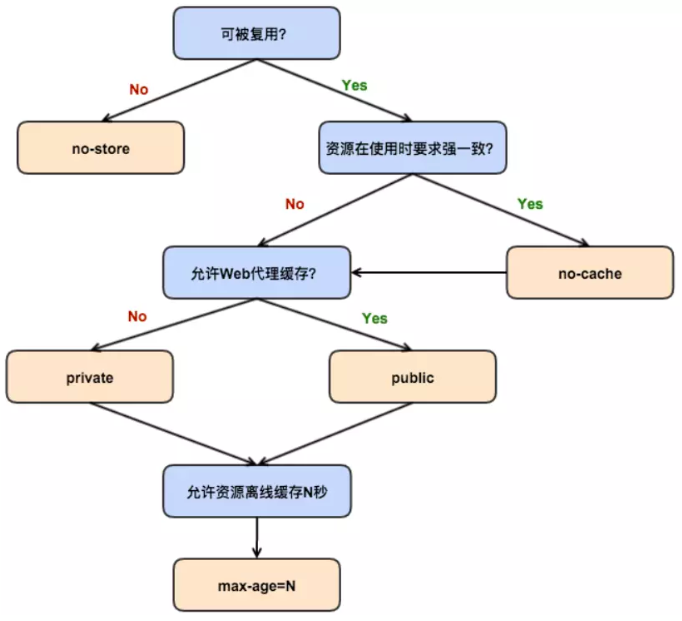 可被复用?
No
Yes
no-store
资源在使用时要求强一致?
No
Yes
允许Web代理缓存?
no-cache
No
Yes
private
public
允许资源离线缓存N秒
max-age=N